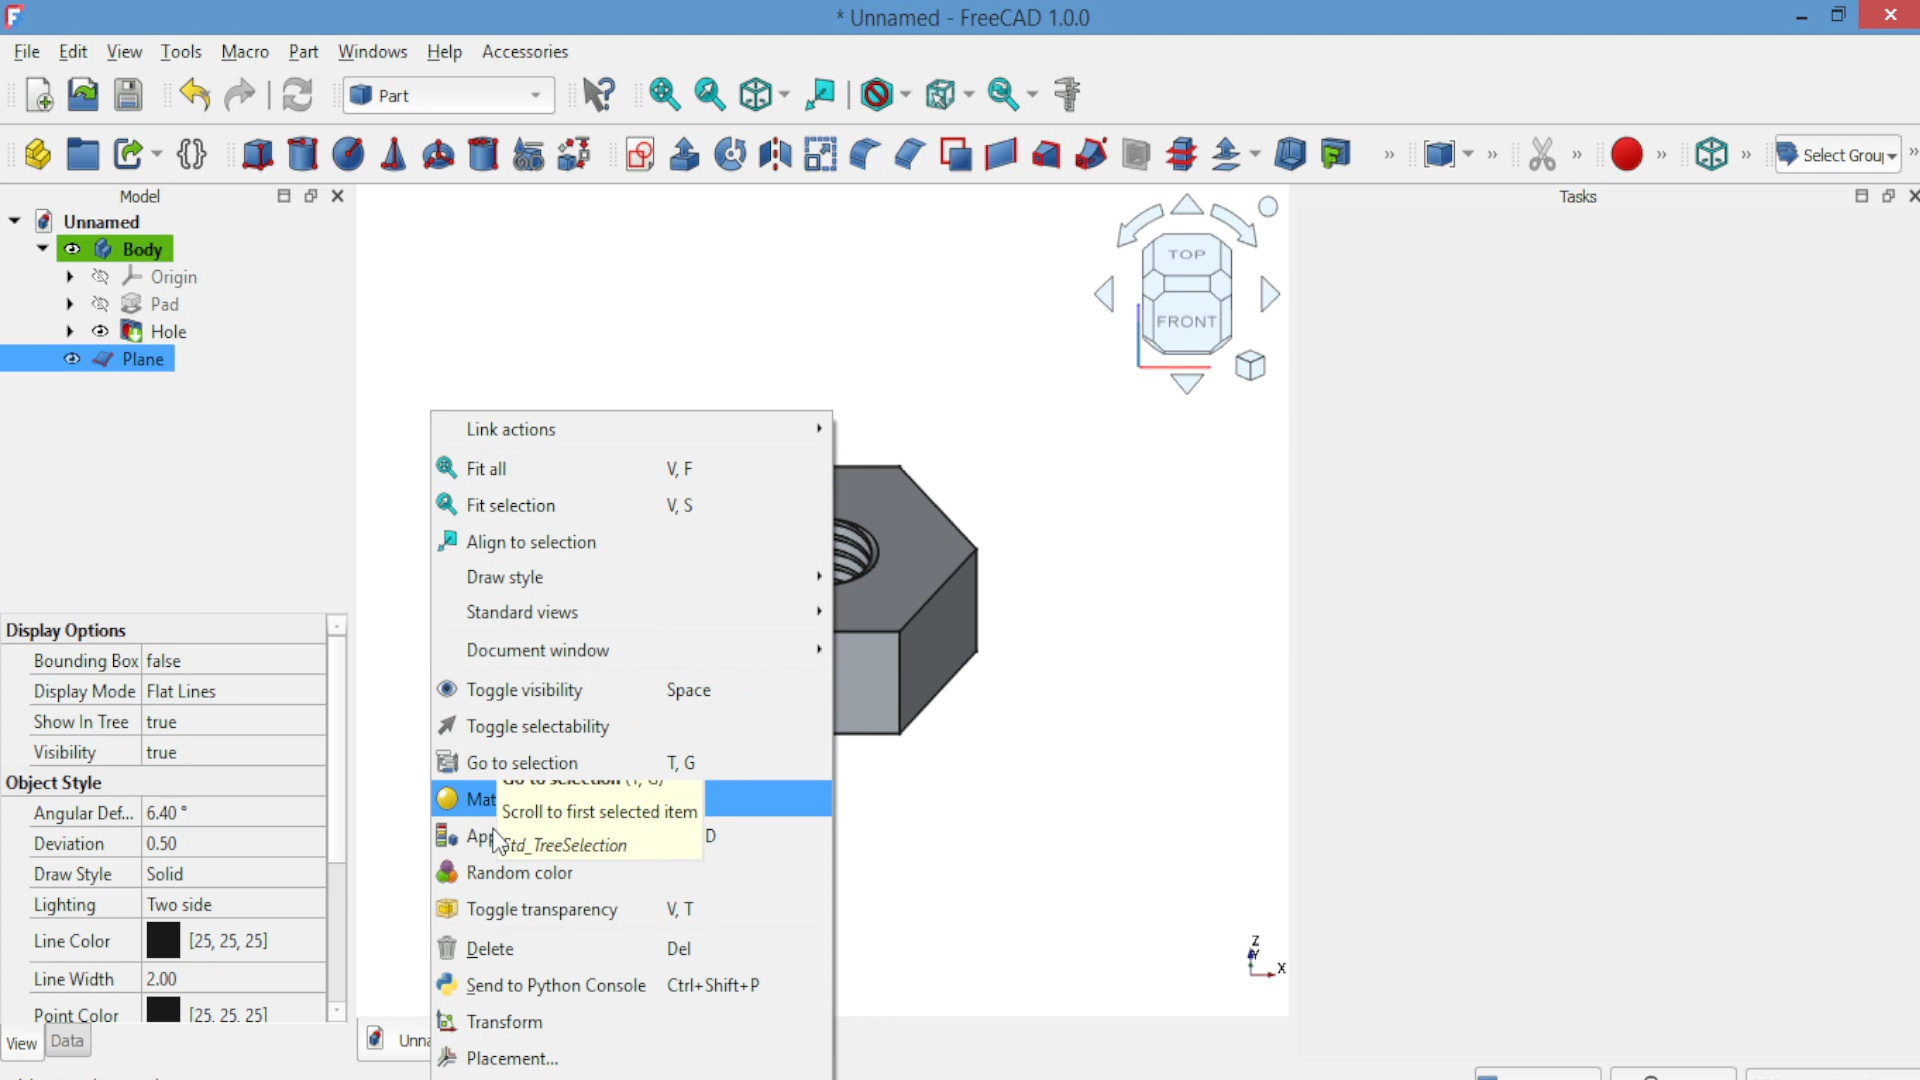 * Unnamed - FreeCAD 1.0.0
File Edit View Tools Macro Part Windows Help Accessories
Part
Select Grou
Model
Tasks
Unnamed
Body
Origin
Pad
Hole
Plane
TOP
FRONT
Link actions
Fit all V, F
Fit selection V, S
Align to selection
Draw style
Standard views
Document window
Toggle visibility Space
Toggle selectability
Go to selection T, G
Mat
Go to selection (T, G)
Scroll to first selected item
App D
Std_TreeSelection
Random color
Toggle transparency V, T
Delete Del
Send to Python Console Ctrl+Shift+P
Transform
Placement...
Display Options
Bounding Box false
Display Mode Flat Lines
Show In Tree true
Visibility true
Object Style
Angular Def... 6.40 °
Deviation 0.50
Draw Style Solid
Lighting Two side
Line Color [25, 25, 25]
Line Width 2.00
Point Color [25, 25, 25]
View Data
Unna
Z
Y
X